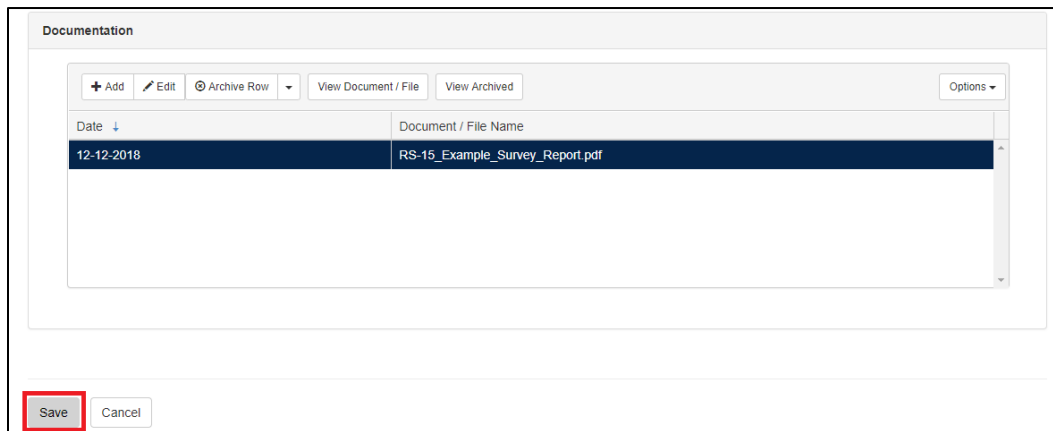 Documentation
Add Edit Archive Row View Document / File View Archived Options
Date Document / File Name
12-12-2018 RS-15_Example_Survey_Report.pdf
Save Cancel